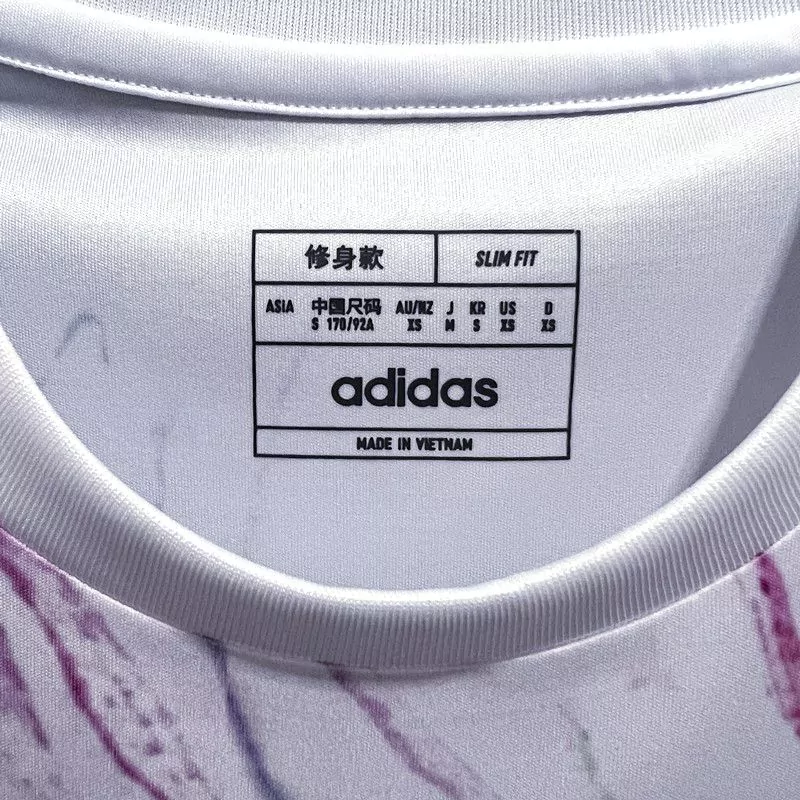 修身款 SLIM FIT
ASIA 中国尺码 AU/NZ J KR US D
S 170/92A XS M S XS XS
adidas
MADE IN VIETNAM